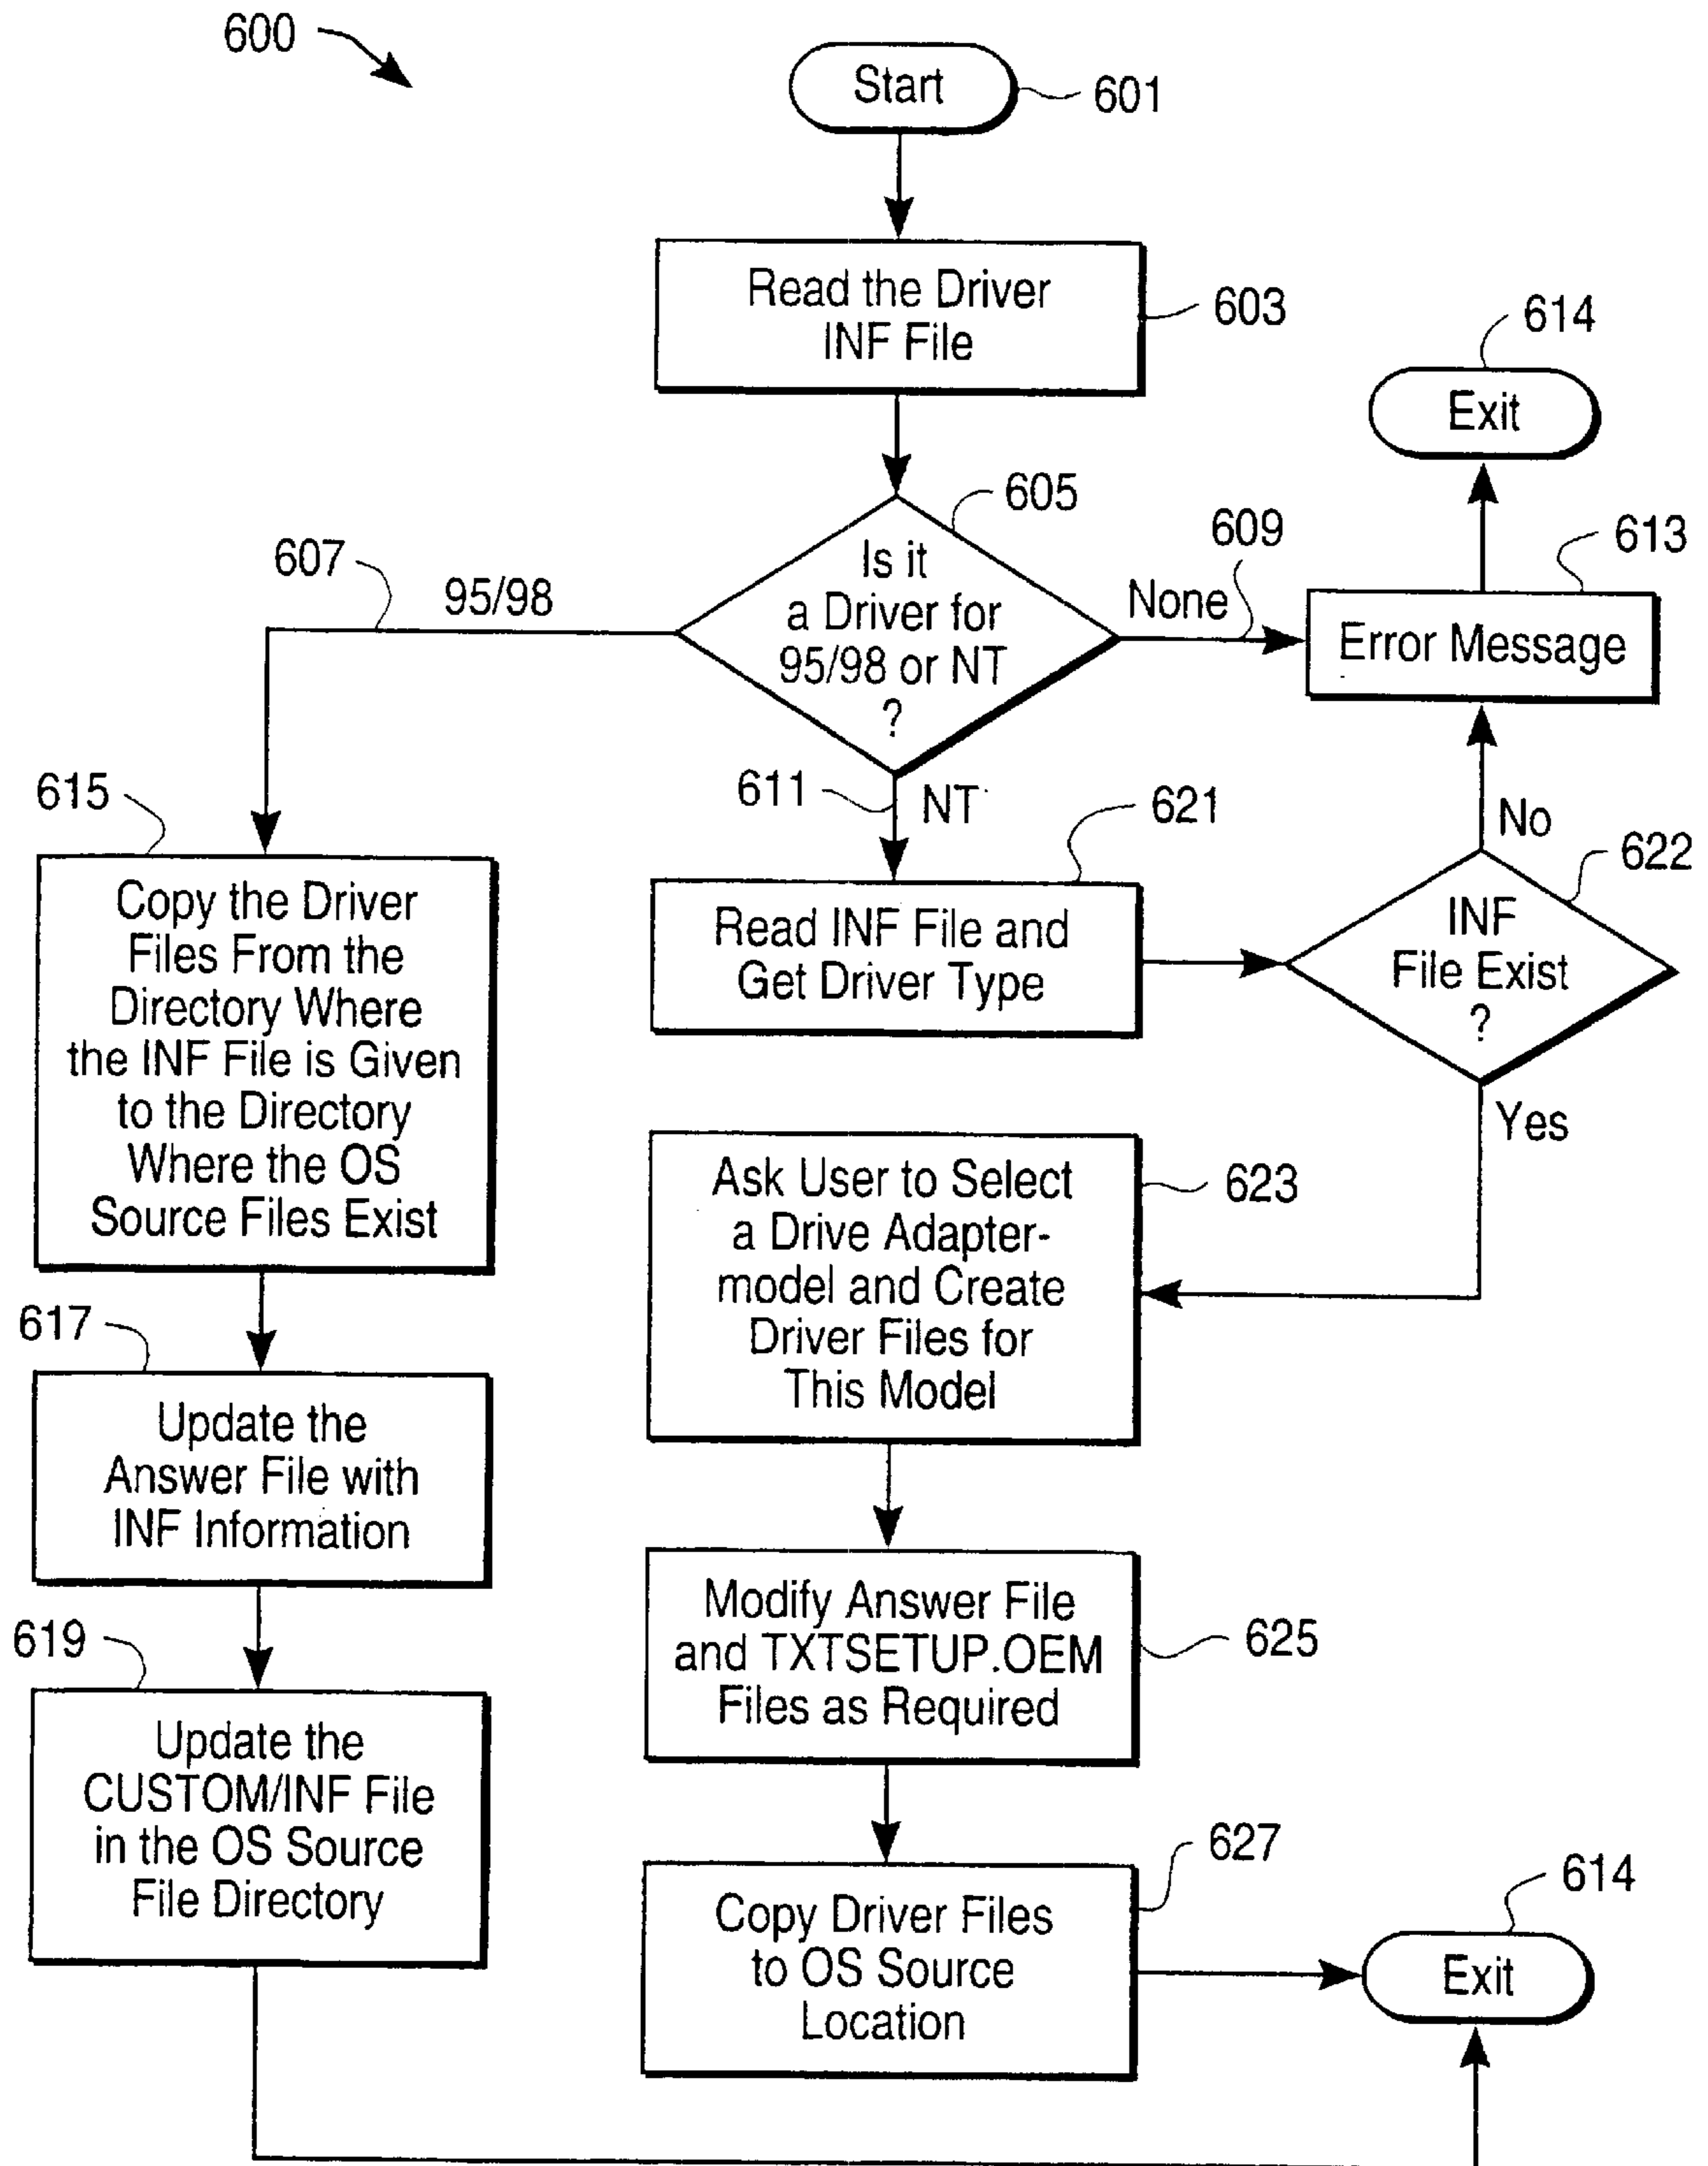 600
Start
601
Read the Driver
INF File
603
614
Exit
605
609
613
607
95/98
Is it
a Driver for
95/98 or NT
?
None
Error Message
615
611
NT
621
No
622
Copy the Driver
Files From the
Directory Where
the INF File is Given
to the Directory
Where the OS
Source Files Exist
Read INF File and
Get Driver Type
INF
File Exist
?
Yes
Ask User to Select
a Drive Adapter-
model and Create
Driver Files for
This Model
623
617
Update the
Answer File with
INF Information
619
Modify Answer File
and TXTSETUP.OEM
Files as Required
625
Update the
CUSTOM/INF File
in the OS Source
File Directory
627
Copy Driver Files
to OS Source
Location
614
Exit